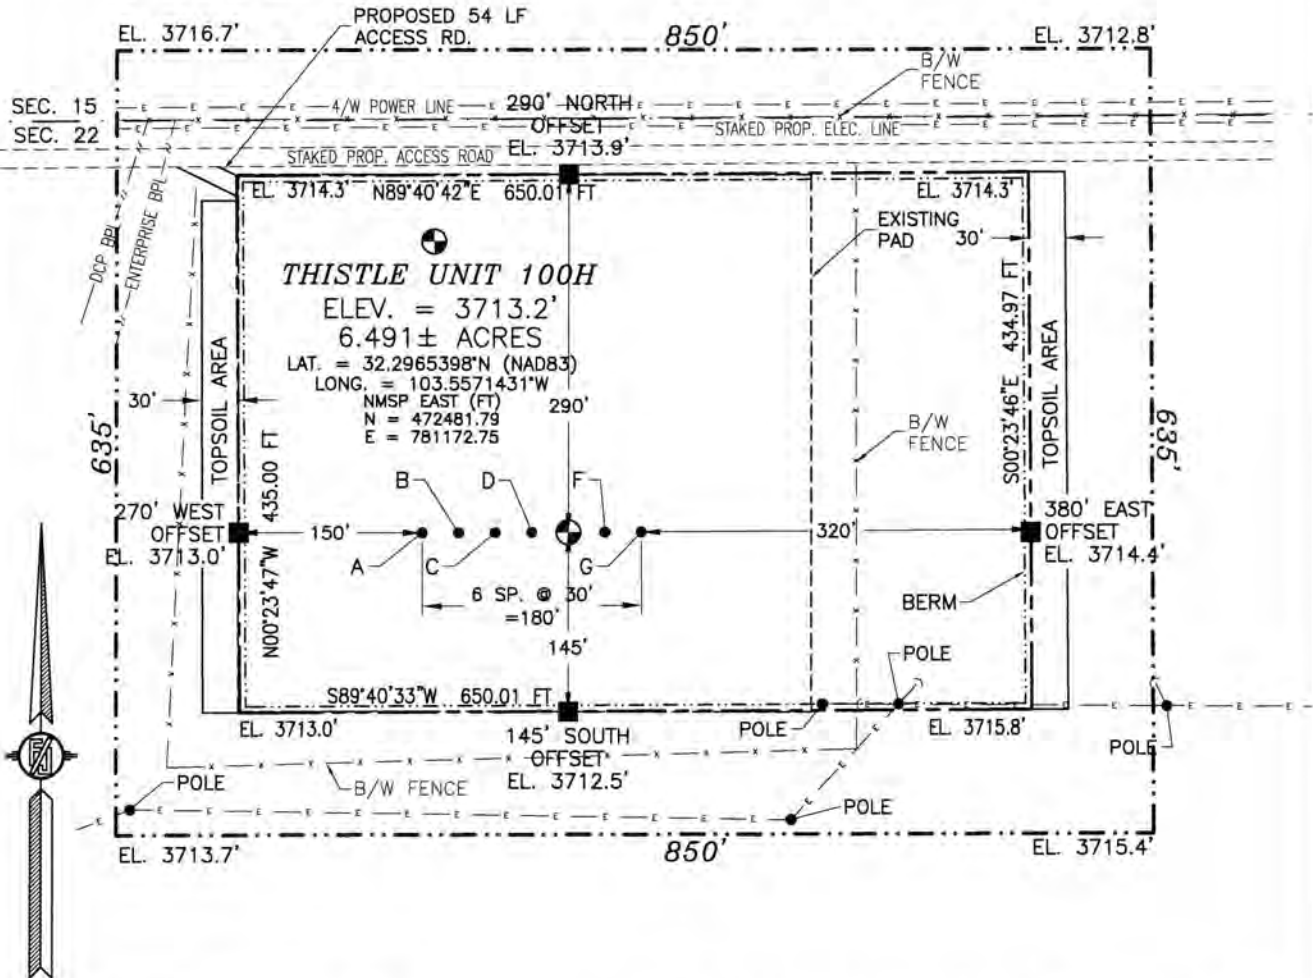 PROPOSED 54 LF
ACCESS RD.
EL. 3716.7'
850'
EL. 3712.8'
B/W
FENCE
SEC. 15
SEC. 22
4/W POWER LINE
290' NORTH
OFFSET
EL. 3713.9'
STAKED PROP. ELEC. LINE
STAKED PROP. ACCESS ROAD
EL. 3714.3'
N89°40'42"E 650.01 FT
EL. 3714.3'
DCP BPL
ENTERPRISE BPL
EXISTING
PAD
30'
THISTLE UNIT 100H
ELEV. = 3713.2'
6.491± ACRES
LAT. = 32.2965398°N (NAD83)
LONG. = 103.5571431°W
NMSP EAST (FT)
N = 472481.79
E = 781172.75
290'
30'
TOPSOIL AREA
635'
N00°23'47"W 435.00 FT
B/W
FENCE
S00°23'46"E 434.97 FT
TOPSOIL AREA
635'
B
D
F
270' WEST
OFFSET
EL. 3713.0'
150'
A
C
G
320'
380' EAST
OFFSET
EL. 3714.4'
6 SP. @ 30'
=180'
BERM
145'
POLE
S89°40'33"W 650.01 FT
EL. 3713.0'
145' SOUTH
OFFSET
EL. 3712.5'
POLE
EL. 3715.8'
POLE
POLE
B/W FENCE
POLE
EL. 3713.7'
850'
EL. 3715.4'